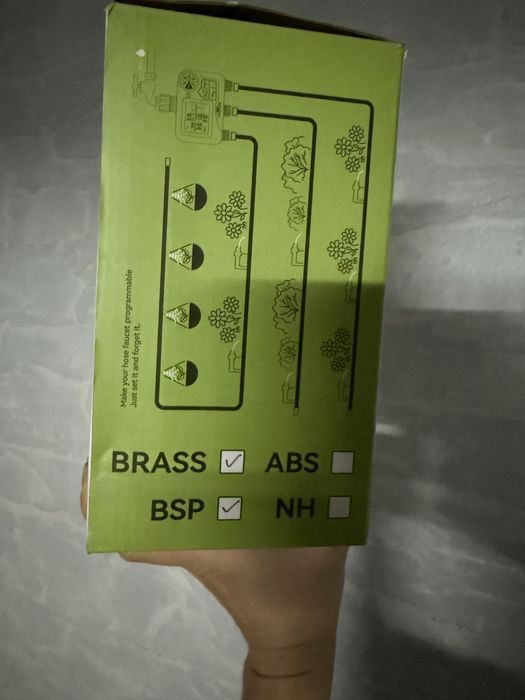 Make your hose faucet programmable
Just set it and forget it.
BRASS ABS
BSP NH